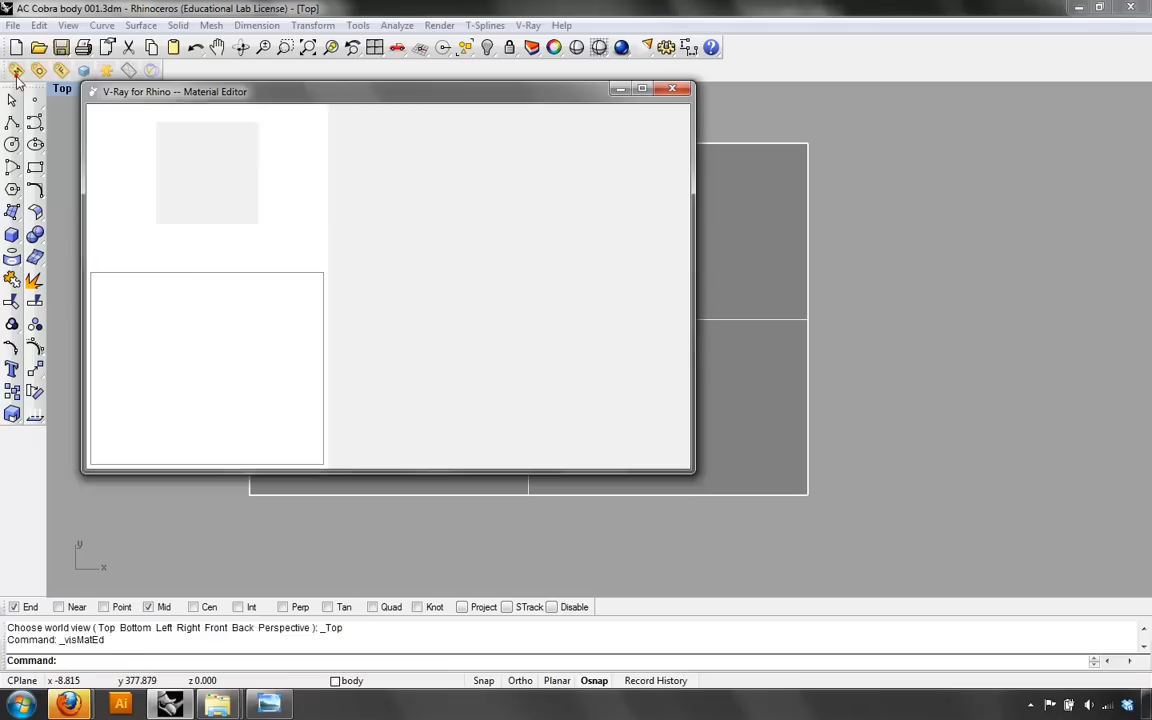 AC Cobra body 001.3dm - Rhinoceros (Educational Lab License) - [Top]
File Edit View Curve Surface Solid Mesh Dimension Transform Tools Analyze Render T-Splines V-Ray Help
Top
V-Ray for Rhino -- Material Editor
y
x
End Near Point Mid Cen Int Perp Tan Quad Knot Project STrack Disable
Choose world view ( Top Bottom Left Right Front Back Perspective ): _Top
Command: _visMatEd
Command:
CPlane x -8.815 y 377.879 z 0.000 body Snap Ortho Planar Osnap Record History
Ai